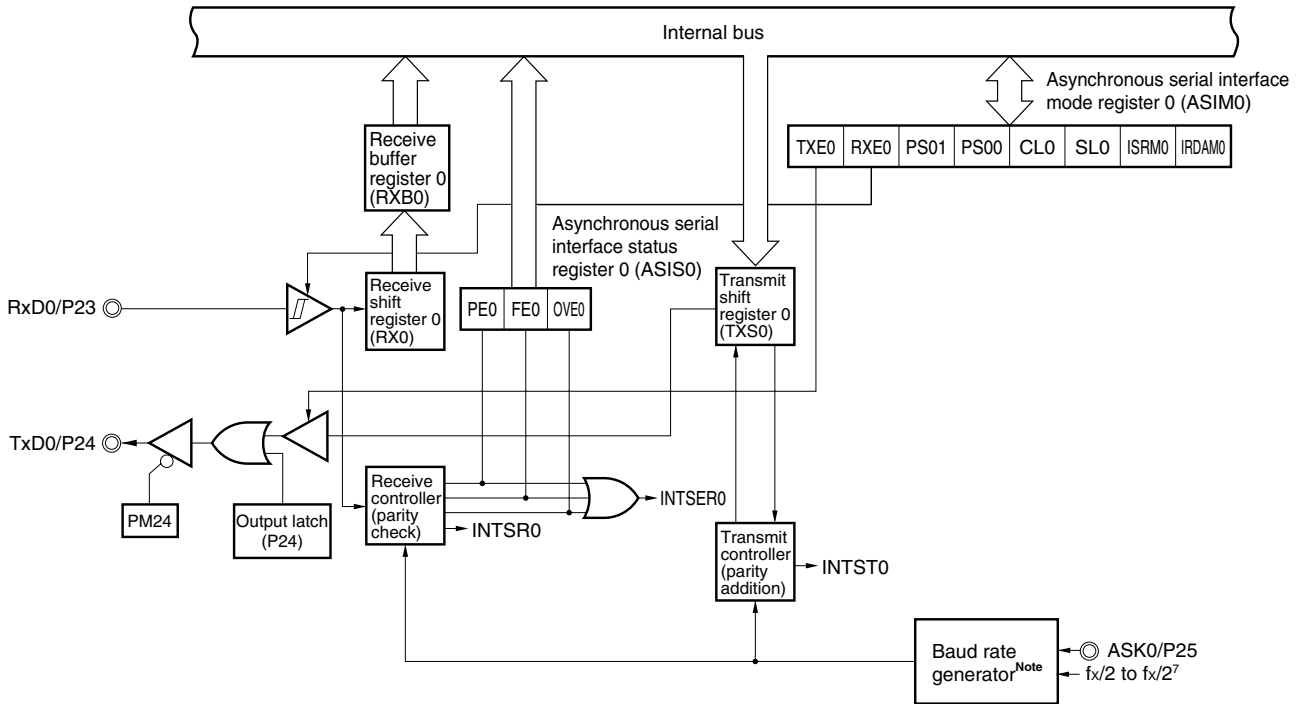 Internal bus
Asynchronous serial interface
mode register 0 (ASIM0)
TXE0 RXE0 PS01 PS00 CL0 SL0 ISRM0 IRDAM0
Receive
buffer
register 0
(RXB0)
Asynchronous serial
interface status
register 0 (ASIS0)
Receive
shift
register 0
(RX0)
PE0 FE0 OVE0
Transmit
shift
register 0
(TXS0)
RxD0/P23
TxD0/P24
PM24
Output latch
(P24)
Receive
controller
(parity
check)
INTSER0
INTSR0
Transmit
controller
(parity
addition)
INTST0
Baud rate
generatorNote
ASK0/P25
fx/2 to fx/2⁷